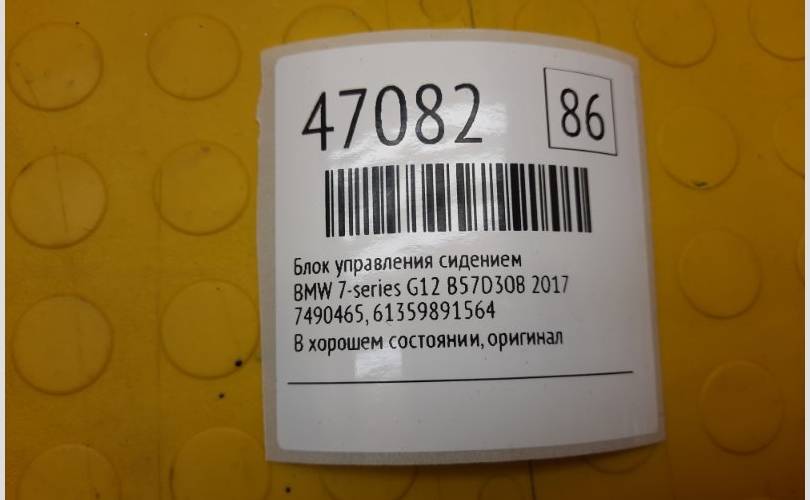 47082 86
Блок управления сидением
BMW 7-series G12 B57D30B 2017
7490465, 61359891564
В хорошем состоянии, оригинал